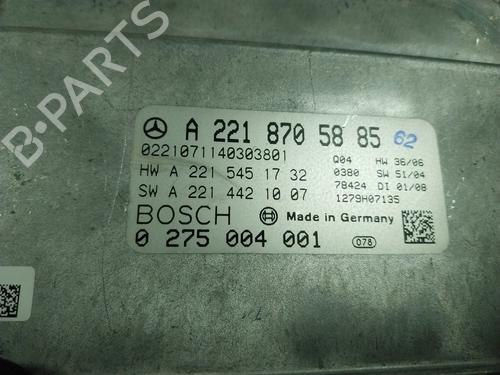 A 221 870 58 85 62
0221071140303801
Q04 HW 36/06
HW A 221 545 17 32
0380 SW 51/04
SW A 221 442 10 07
78424 DI 01/08
1279H07135
BOSCH Made in Germany
0 275 004 001
078
B-PARTS